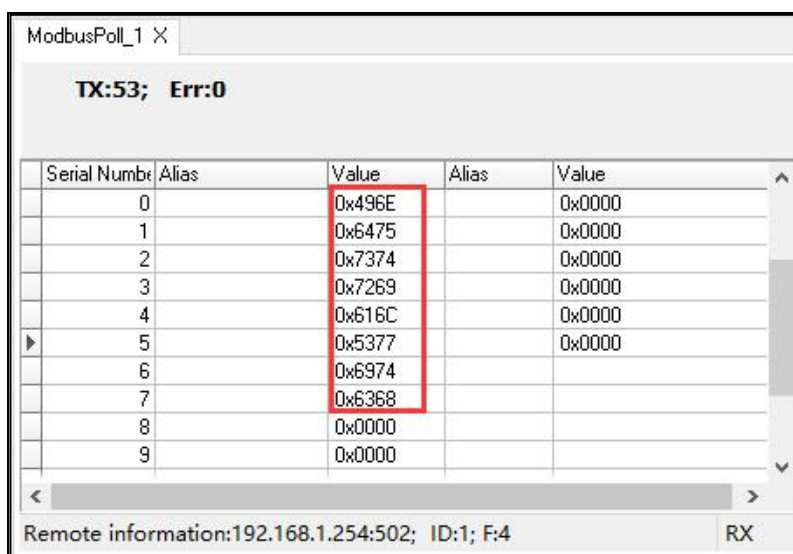 ModbusPoll_1 X
TX:53; Err:0
Serial Numbe Alias Value Alias Value
0 0x496E 0x0000
1 0x6475 0x0000
2 0x7374 0x0000
3 0x7269 0x0000
4 0x616C 0x0000
5 0x5377 0x0000
6 0x6974
7 0x6368
8 0x0000
9 0x0000
Remote information:192.168.1.254:502; ID:1; F:4 RX